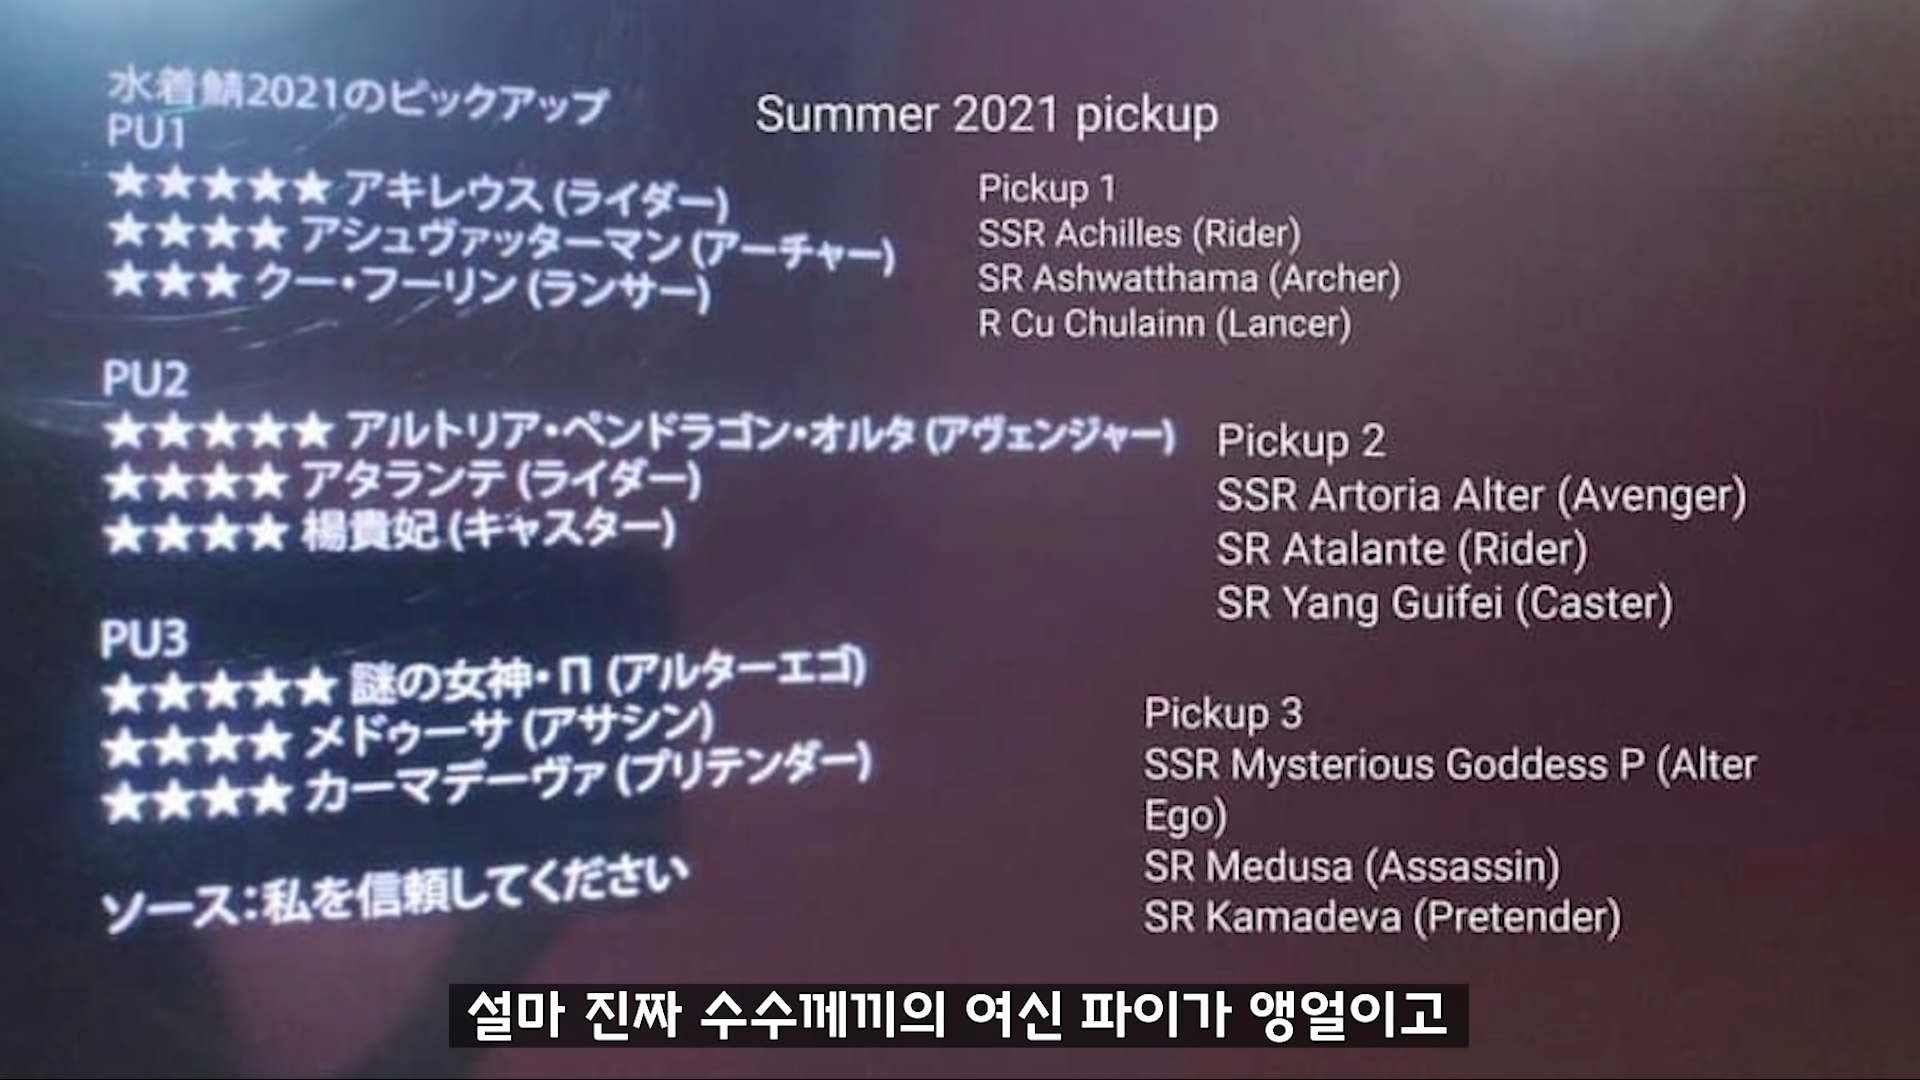 水着鯖2021のピックアップ
PU1
★★★★★ アキレウス (ライダー)
★★★★ アシュヴァッターマン (アーチャー)
★★★ クー・フーリン (ランサー)
PU2
★★★★★ アルトリア・ペンドラゴン・オルタ (アヴェンジャー)
★★★★ アタランテ (ライダー)
★★★★ 楊貴妃 (キャスター)
PU3
★★★★★ 謎の女神・Π (アルターエゴ)
★★★★ メドゥーサ (アサシン)
★★★★ カーマデーヴァ (プリテンダー)
ソース:私を信頼してください
Summer 2021 pickup
Pickup 1
SSR Achilles (Rider)
SR Ashwatthama (Archer)
R Cu Chulainn (Lancer)
Pickup 2
SSR Artoria Alter (Avenger)
SR Atalante (Rider)
SR Yang Guifei (Caster)
Pickup 3
SSR Mysterious Goddess P (Alter
Ego)
SR Medusa (Assassin)
SR Kamadeva (Pretender)
설마 진짜 수수께끼의 여신 파이가 앵얼이고